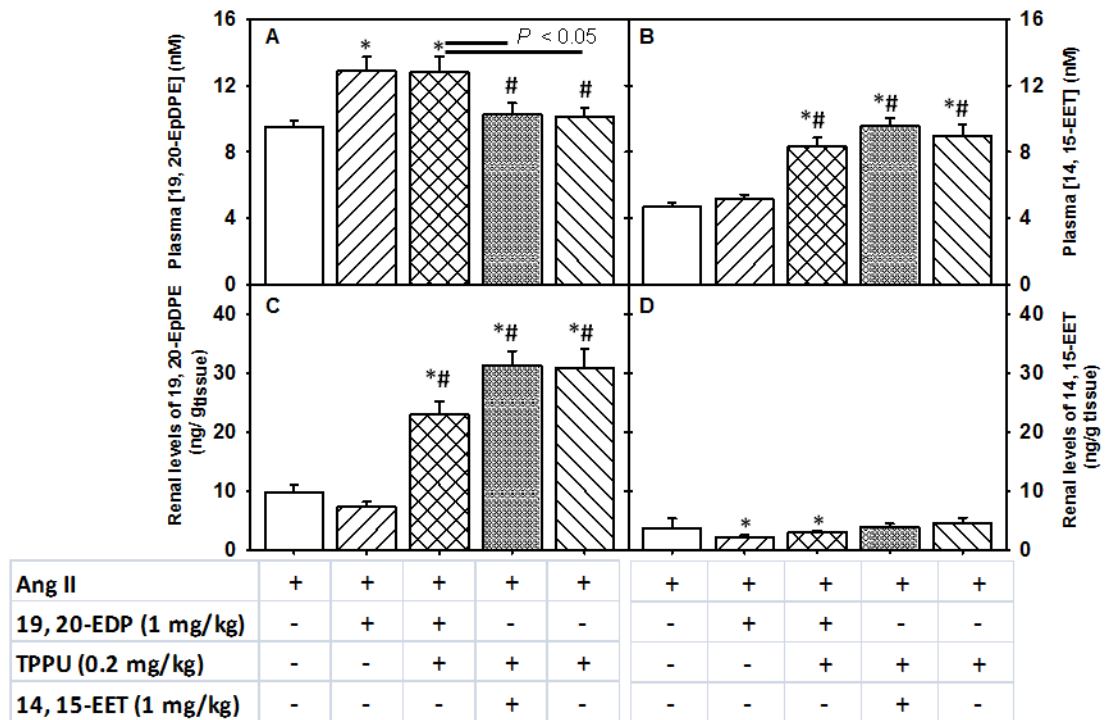 16
12
8
4
0
Plasma [19, 20-EpDPE] (nM)
A
*
*
P < 0.05
#
#
B
*#
*#
*#
16
12
8
4
0
Plasma [14, 15-EET] (nM)
40
30
20
10
0
Renal levels of 19, 20-EpDPE
(ng/ gtissue)
C
*#
*#
*#
D
*
*
40
30
20
10
0
Renal levels of 14, 15-EET
(ng/g tissue)
Ang II + + + + + + + + + +
19, 20-EDP (1 mg/kg) - + + - - - + + - -
TPPU (0.2 mg/kg) - - + + + - - + + +
14, 15-EET (1 mg/kg) - - - + - - - - + -